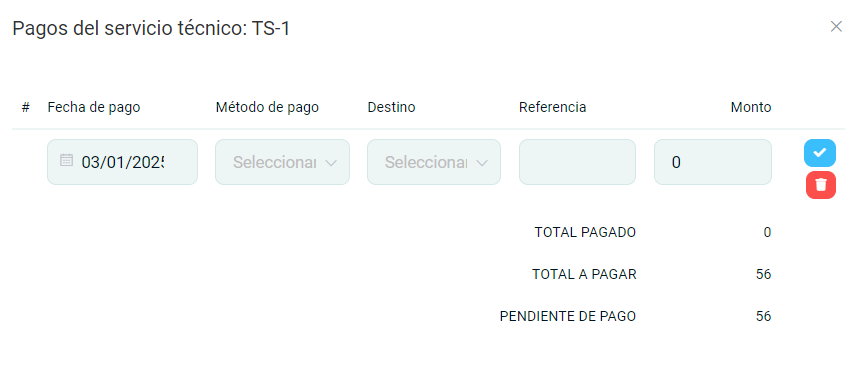 Pagos del servicio técnico: TS-1
# Fecha de pago Método de pago Destino Referencia Monto
03/01/2025 Seleccionar Seleccionar 0
TOTAL PAGADO 0
TOTAL A PAGAR 56
PENDIENTE DE PAGO 56